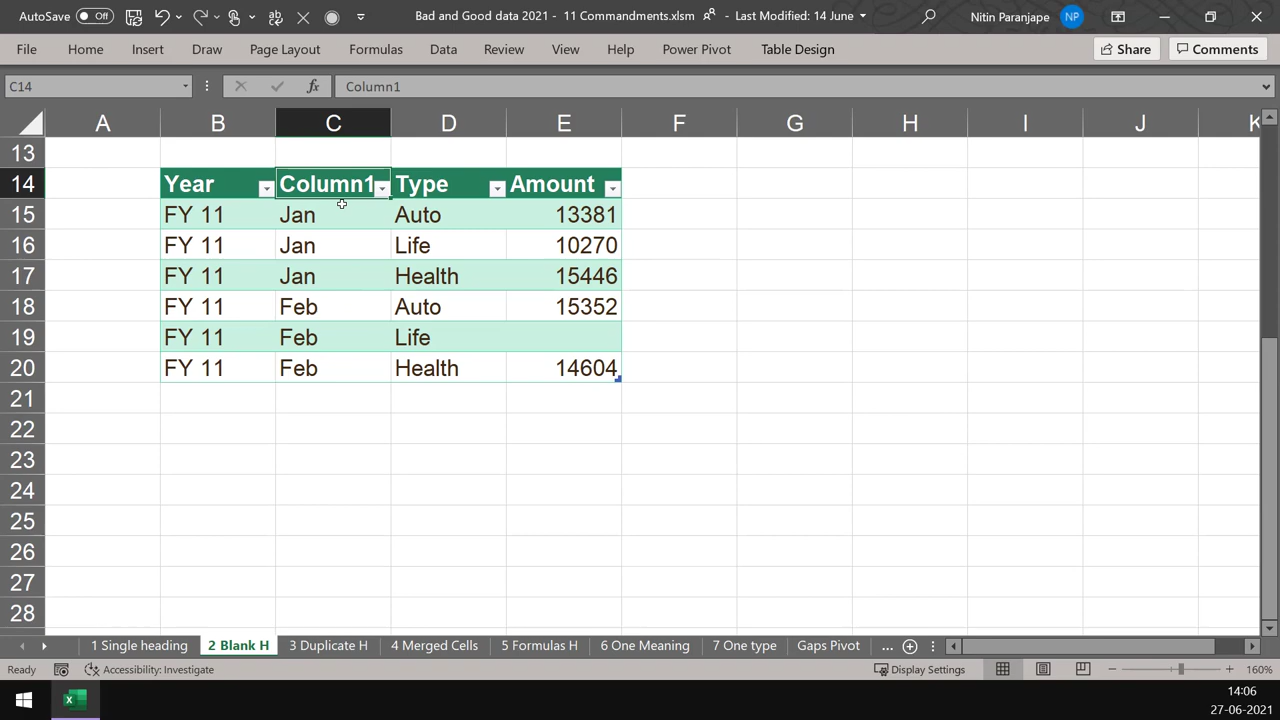 AutoSave Off Bad and Good data 2021 - 11 Commandments.xlsm Last Modified: 14 June Nitin Paranjape NP
File Home Insert Draw Page Layout Formulas Data Review View Help Power Pivot Table Design Share Comments
C14 fx Column1
A B C D E F G H I J K
13
14 Year Column1 Type Amount
15 FY 11 Jan Auto 13381
16 FY 11 Jan Life 10270
17 FY 11 Jan Health 15446
18 FY 11 Feb Auto 15352
19 FY 11 Feb Life
20 FY 11 Feb Health 14604
21
22
23
24
25
26
27
28
1 Single heading 2 Blank H 3 Duplicate H 4 Merged Cells 5 Formulas H 6 One Meaning 7 One type Gaps Pivot ...
Ready Accessibility: Investigate Display Settings 160%
14:06
27-06-2021